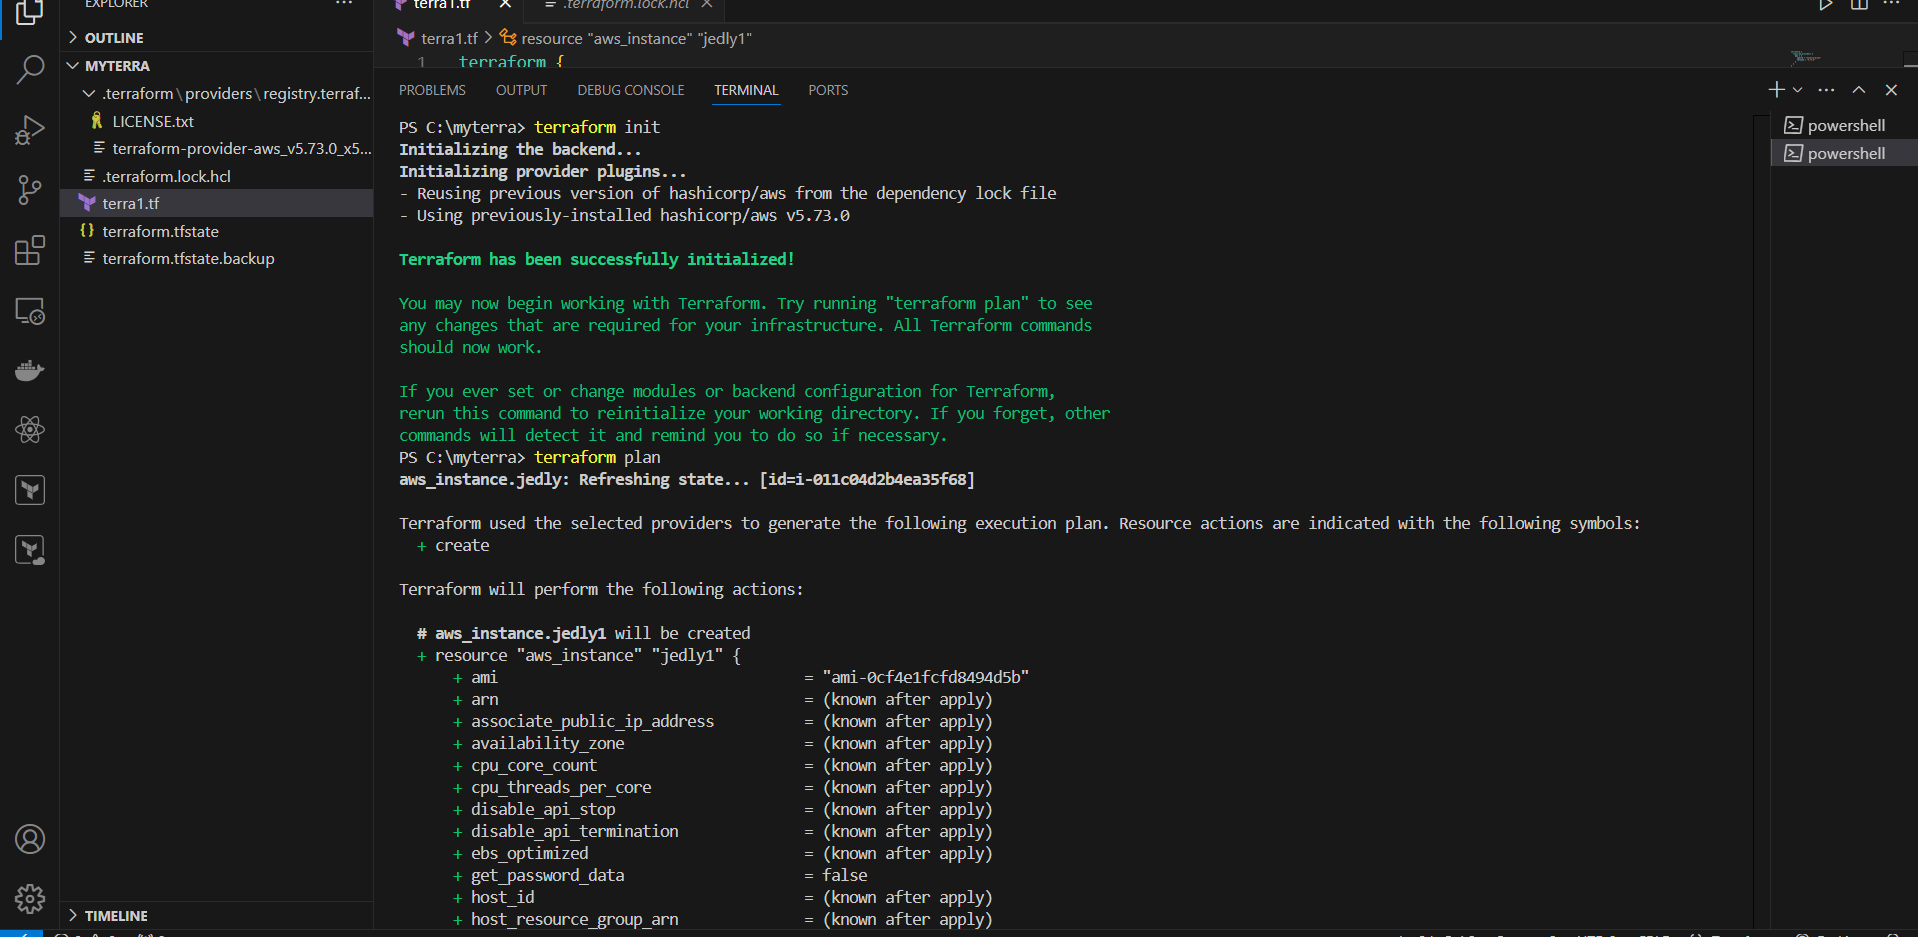 EXPLORER
OUTLINE
MYTERRA
.terraform\providers\registry.terraf...
LICENSE.txt
terraform-provider-aws_v5.73.0_x5...
.terraform.lock.hcl
terra1.tf
terraform.tfstate
terraform.tfstate.backup
TIMELINE
terra1.tf
.terraform.lock.hcl
terra1.tf > resource "aws_instance" "jedly1"
1 terraform {
PROBLEMS OUTPUT DEBUG CONSOLE TERMINAL PORTS
powershell
powershell
PS C:\myterra> terraform init
Initializing the backend...
Initializing provider plugins...
- Reusing previous version of hashicorp/aws from the dependency lock file
- Using previously-installed hashicorp/aws v5.73.0
Terraform has been successfully initialized!
You may now begin working with Terraform. Try running "terraform plan" to see
any changes that are required for your infrastructure. All Terraform commands
should now work.
If you ever set or change modules or backend configuration for Terraform,
rerun this command to reinitialize your working directory. If you forget, other
commands will detect it and remind you to do so if necessary.
PS C:\myterra> terraform plan
aws_instance.jedly: Refreshing state... [id=i-011c04d2b4ea35f68]
Terraform used the selected providers to generate the following execution plan. Resource actions are indicated with the following symbols:
+ create
Terraform will perform the following actions:
# aws_instance.jedly1 will be created
+ resource "aws_instance" "jedly1" {
+ ami = "ami-0cf4e1fcfd8494d5b"
+ arn = (known after apply)
+ associate_public_ip_address = (known after apply)
+ availability_zone = (known after apply)
+ cpu_core_count = (known after apply)
+ cpu_threads_per_core = (known after apply)
+ disable_api_stop = (known after apply)
+ disable_api_termination = (known after apply)
+ ebs_optimized = (known after apply)
+ get_password_data = false
+ host_id = (known after apply)
+ host_resource_group_arn = (known after apply)